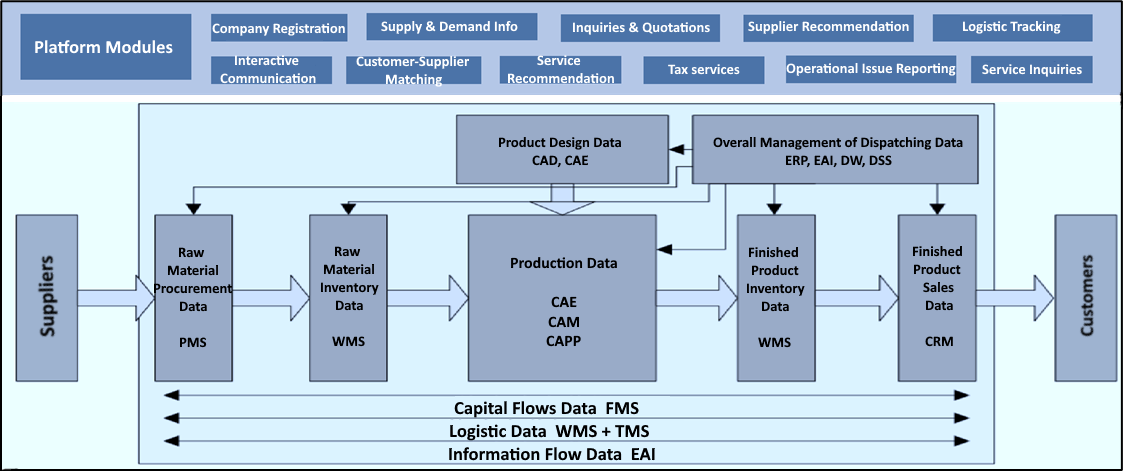 Platform Modules
Company Registration
Supply & Demand Info
Inquiries & Quotations
Supplier Recommendation
Logistic Tracking
Interactive
Communication
Customer-Supplier
Matching
Service
Recommendation
Tax services
Operational Issue Reporting
Service Inquiries
Product Design Data
CAD, CAE
Overall Management of Dispatching Data
ERP, EAI, DW, DSS
Suppliers
Raw
Material
Procurement
Data
PMS
Raw
Material
Inventory
Data
WMS
Production Data
CAE
CAM
CAPP
Finished
Product
Inventory
Data
WMS
Finished
Product
Sales
Data
CRM
Customers
Capital Flows Data  FMS
Logistic Data  WMS + TMS
Information Flow Data  EAI